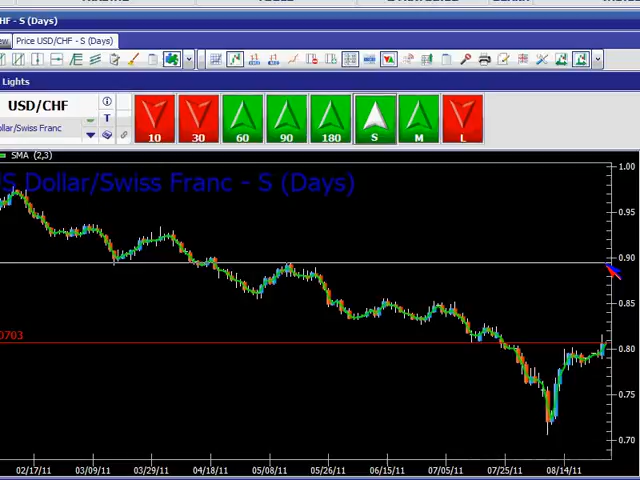 HF - S (Days)
ew
Price USD/CHF - S (Days)
Lights
USD/CHF
ollar/Swiss Franc
T
10
30
60
90
180
S
M
L
SMA (2,3)
S Dollar/Swiss Franc - S (Days)
1.00
0.95
0.90
0.85
0703
0.80
0.75
0.70
02/17/11 03/09/11 03/29/11 04/18/11 05/08/11 05/26/11 06/15/11 07/05/11 07/25/11 08/14/11